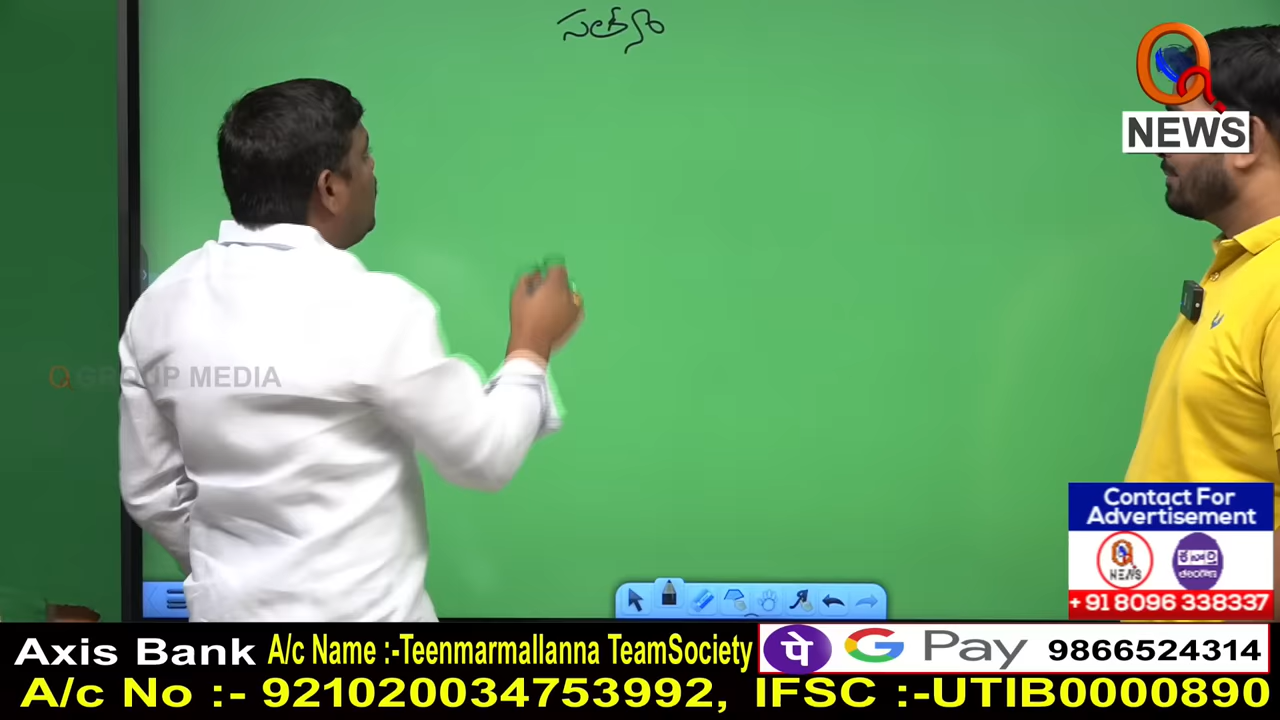 NEWS
Q GROUP MEDIA
Contact For
Advertisement
Q NEWS
+ 91 8096 338337
Axis Bank A/c Name :-Teenmarmallanna TeamSociety
पे G Pay 9866524314
A/c No :- 921020034753992, IFSC :-UTIB0000890